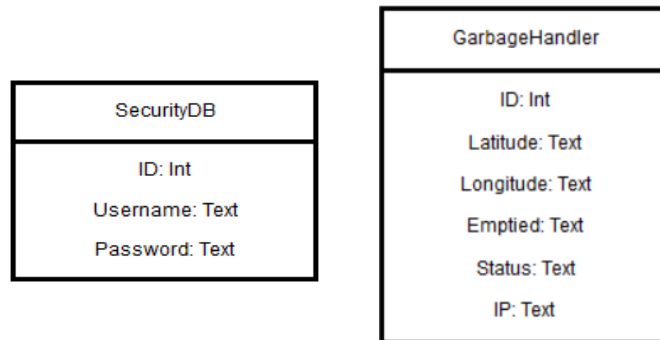 SecurityDB
ID: Int
Username: Text
Password: Text
GarbageHandler
ID: Int
Latitude: Text
Longitude: Text
Emptied: Text
Status: Text
IP: Text